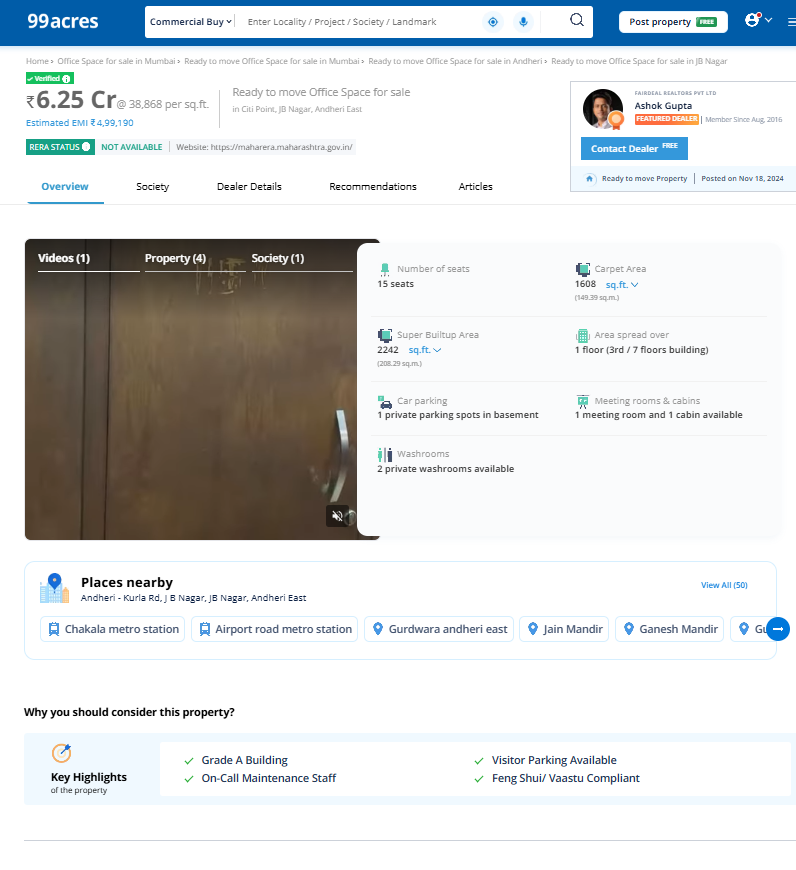 99acres
Commercial Buy
Enter Locality / Project / Society / Landmark
Post property FREE
Home › Office Space for sale in Mumbai › Ready to move Office Space for sale in Mumbai › Ready to move Office Space for sale in Andheri › Ready to move Office Space for sale in JB Nagar
Verified
₹6.25 Cr @ 38,868 per sq.ft.
Estimated EMI ₹4,99,190
Ready to move Office Space for sale
in Citi Point, JB Nagar, Andheri East
RERA STATUS NOT AVAILABLE Website: https://maharera.maharashtra.gov.in/
FAIRDEAL REALTORS PVT LTD
Ashok Gupta
FEATURED DEALER | Member Since Aug, 2016
Contact Dealer FREE
Ready to move Property | Posted on Nov 18, 2024
Overview Society Dealer Details Recommendations Articles
Videos (1) Property (4) Society (1)
Number of seats
15 seats
Carpet Area
1608 sq.ft.
(149.39 sq.m.)
Super Builtup Area
2242 sq.ft.
(208.29 sq.m.)
Area spread over
1 floor (3rd / 7 floors building)
Car parking
1 private parking spots in basement
Meeting rooms & cabins
1 meeting room and 1 cabin available
Washrooms
2 private washrooms available
Places nearby
Andheri - Kurla Rd, J B Nagar, JB Nagar, Andheri East
View All (50)
Chakala metro station Airport road metro station Gurdwara andheri east Jain Mandir Ganesh Mandir
Why you should consider this property?
Key Highlights
of the property
Grade A Building
Visitor Parking Available
On-Call Maintenance Staff
Feng Shui/ Vaastu Compliant